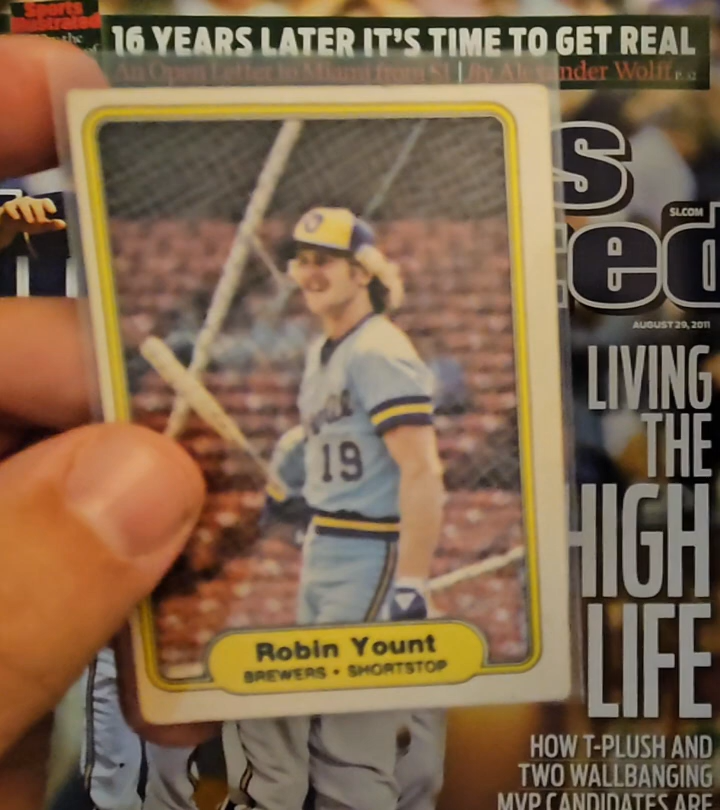 Sports
Illustrated
the
16 YEARS LATER IT'S TIME TO GET REAL
An Open Letter to Miami from SI | By Alexander Wolff P. 32
S
SI.COM
ted
AUGUST 29, 2011
LIVING
THE
HIGH
LIFE
19
Robin Yount
BREWERS • SHORTSTOP
HOW T-PLUSH AND
TWO WALLBANGING
MVP CANDIDATES ARE